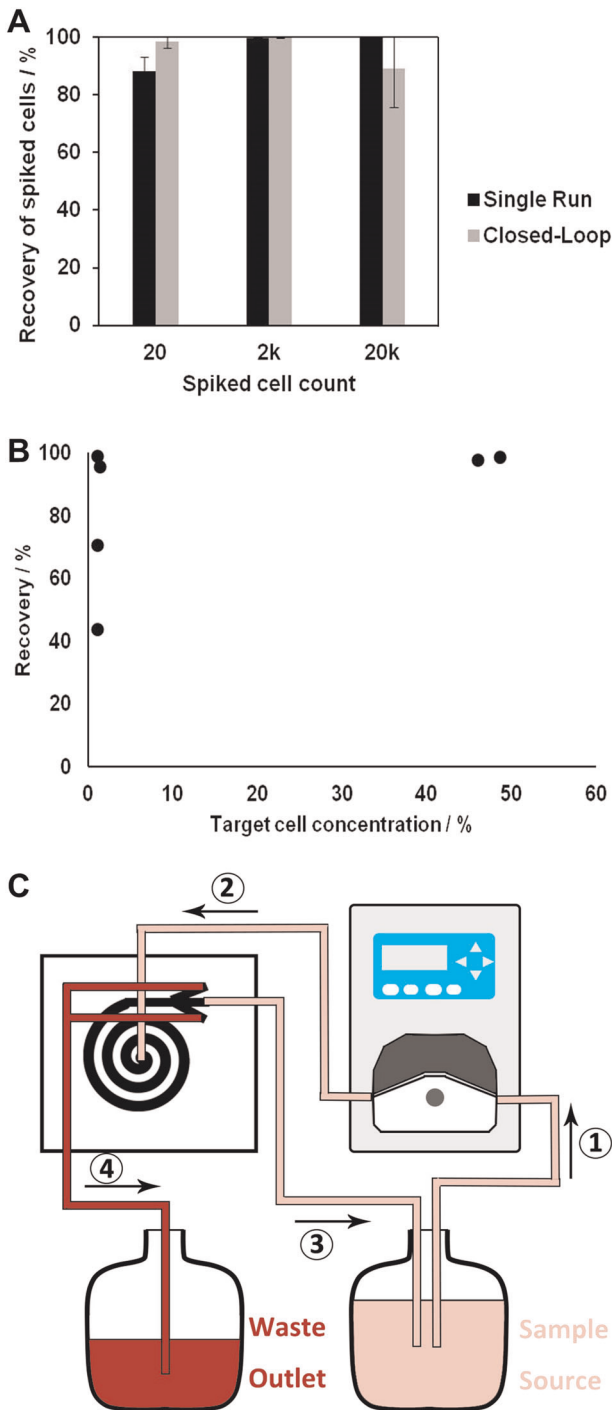 A
Recovery of spiked cells / %
100
80
60
40
20
0
20 2k 20k
Spiked cell count
Single Run
Closed-Loop
B
Recovery / %
100
80
60
40
20
0
0 10 20 30 40 50 60
Target cell concentration / %
C
2
1
4
3
Waste
Outlet
Sample
Source